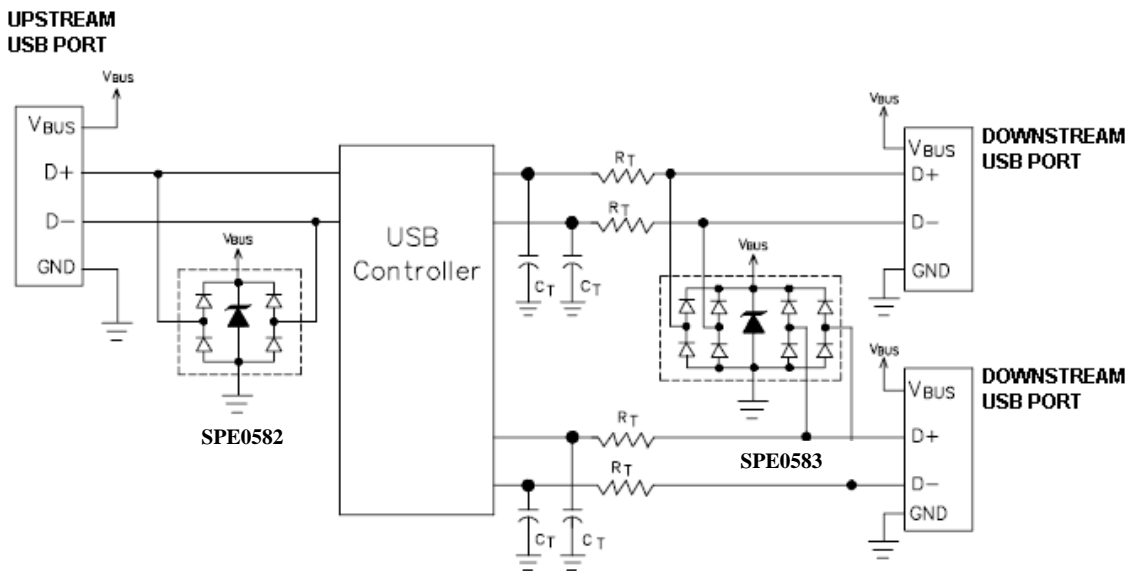 UPSTREAM
USB PORT
VBUS
VBUS
D+
D−
GND
VBUS
SPE0582
USB
Controller
RT
RT
CT
CT
VBUS
VBUS
D+
D−
GND
DOWNSTREAM
USB PORT
VBUS
SPE0583
RT
RT
CT
CT
VBUS
VBUS
D+
D−
GND
DOWNSTREAM
USB PORT